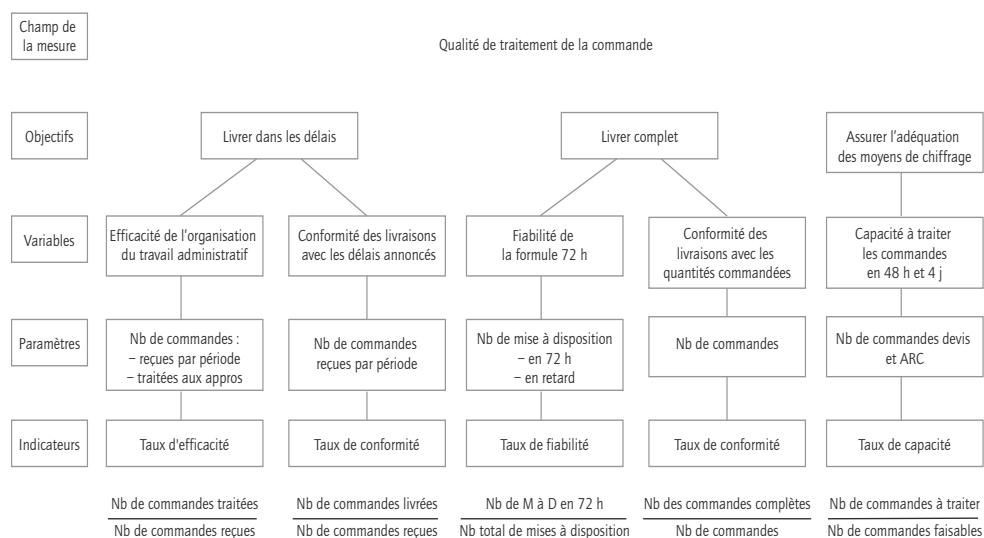 Champ de
la mesure
Qualité de traitement de la commande
Objectifs
Livrer dans les délais
Livrer complet
Assurer l'adéquation
des moyens de chiffrage
Variables
Efficacité de l'organisation
du travail administratif
Conformité des livraisons
avec les délais annoncés
Fiabilité de
la formule 72 h
Conformité des
livraisons avec les
quantités commandées
Capacité à traiter
les commandes
en 48 h et 4 j
Paramètres
Nb de commandes :
– reçues par période
– traitées aux appros
Nb de commandes
reçues par période
Nb de mise à disposition
– en 72 h
– en retard
Nb de commandes
Nb de commandes devis
et ARC
Indicateurs
Taux d'efficacité
Taux de conformité
Taux de fiabilité
Taux de conformité
Taux de capacité
Nb de commandes traitées
Nb de commandes reçues
Nb de commandes livrées
Nb de commandes reçues
Nb de M à D en 72 h
Nb total de mises à disposition
Nb des commandes complètes
Nb de commandes
Nb de commandes à traiter
Nb de commandes faisables